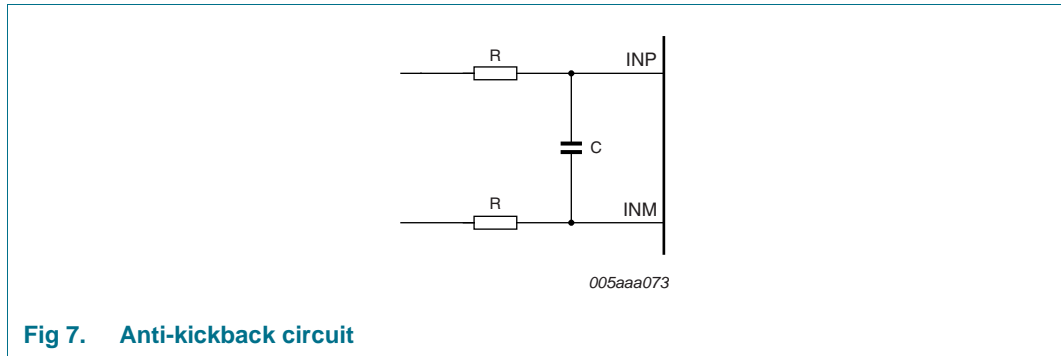 R
INP
C
R
INM
005aaa073
Fig 7. Anti-kickback circuit